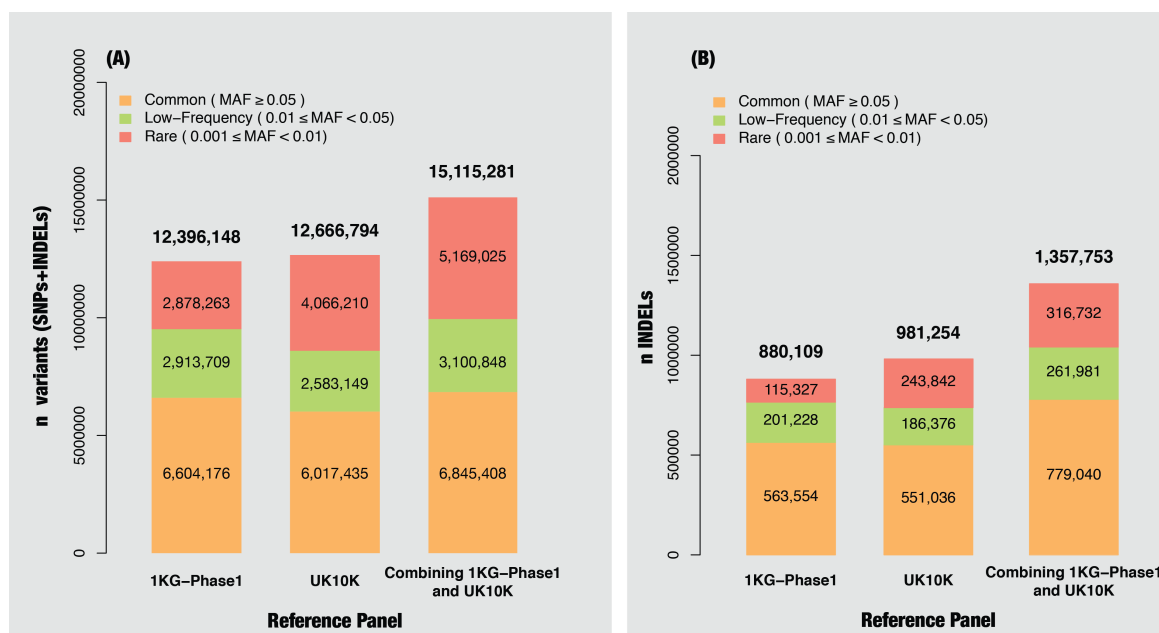 (A)
Common ( MAF ≥ 0.05 )
Low−Frequency ( 0.01 ≤ MAF < 0.05)
Rare ( 0.001 ≤ MAF < 0.01)
n variants (SNPs+INDELs)
20000000
15000000
10000000
5000000
0
12,396,148
2,878,263
2,913,709
6,604,176
12,666,794
4,066,210
2,583,149
6,017,435
15,115,281
5,169,025
3,100,848
6,845,408
1KG−Phase1
UK10K
Combining 1KG−Phase1
and UK10K
Reference Panel
(B)
Common ( MAF ≥ 0.05 )
Low−Frequency ( 0.01 ≤ MAF < 0.05)
Rare ( 0.001 ≤ MAF < 0.01)
n INDELs
2000000
1500000
1000000
500000
0
880,109
115,327
201,228
563,554
981,254
243,842
186,376
551,036
1,357,753
316,732
261,981
779,040
1KG−Phase1
UK10K
Combining 1KG−Phase1
and UK10K
Reference Panel